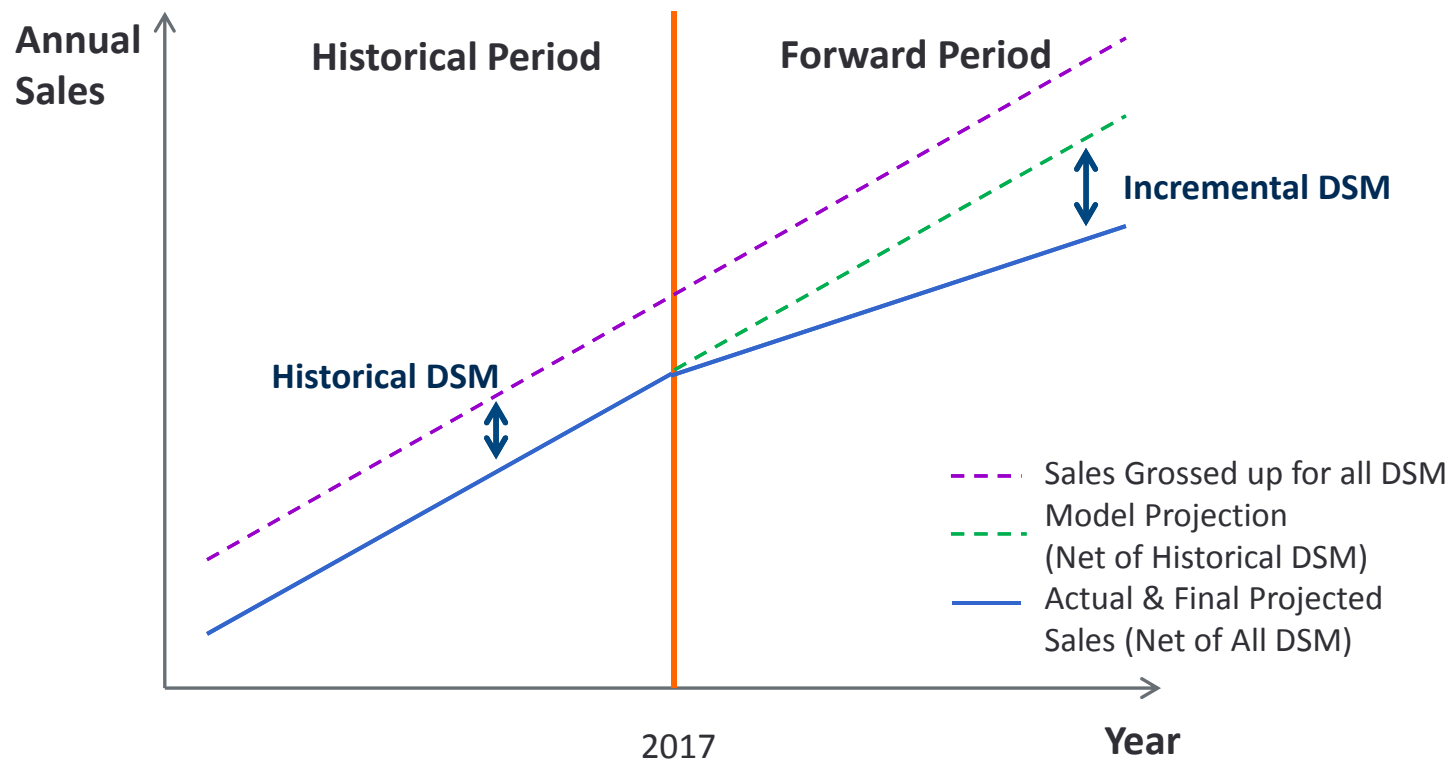 Annual
Sales
Historical Period
Forward Period
Incremental DSM
Historical DSM
Sales Grossed up for all DSM
Model Projection
(Net of Historical DSM)
Actual & Final Projected
Sales (Net of All DSM)
2017
Year